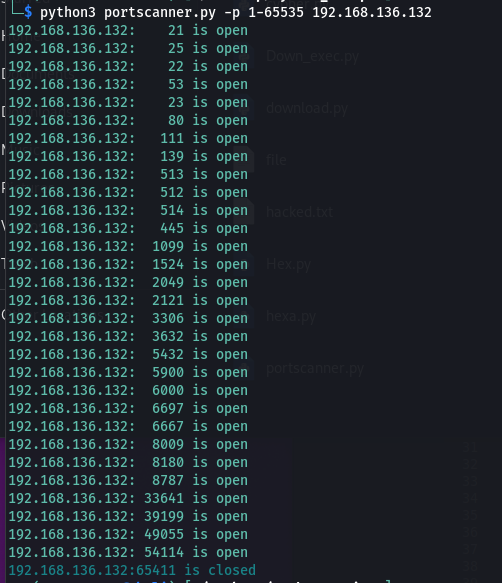 └─$ python3 portscanner.py -p 1-65535 192.168.136.132
192.168.136.132:    21 is open
192.168.136.132:    25 is open
192.168.136.132:    22 is open
192.168.136.132:    53 is open
192.168.136.132:    23 is open
192.168.136.132:    80 is open
192.168.136.132:   111 is open
192.168.136.132:   139 is open
192.168.136.132:   513 is open
192.168.136.132:   512 is open
192.168.136.132:   514 is open
192.168.136.132:   445 is open
192.168.136.132:  1099 is open
192.168.136.132:  1524 is open
192.168.136.132:  2049 is open
192.168.136.132:  2121 is open
192.168.136.132:  3306 is open
192.168.136.132:  3632 is open
192.168.136.132:  5432 is open
192.168.136.132:  5900 is open
192.168.136.132:  6000 is open
192.168.136.132:  6697 is open
192.168.136.132:  6667 is open
192.168.136.132:  8009 is open
192.168.136.132:  8180 is open
192.168.136.132:  8787 is open
192.168.136.132: 33641 is open
192.168.136.132: 39199 is open
192.168.136.132: 49055 is open
192.168.136.132: 54114 is open
192.168.136.132:65411 is closed
Down_exec.py
download.py
file
hacked.txt
Hex.py
hexa.py
portscanner.py